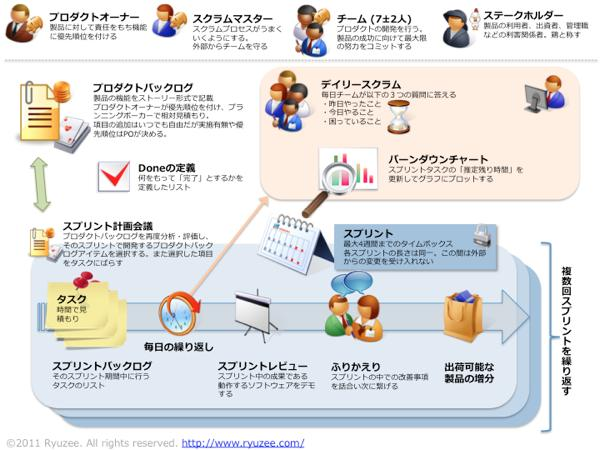 プロダクトオーナー
製品に対して責任をもち機能
に優先順位を付ける
スクラムマスター
スクラムプロセスがうまく
いくようにする。
外部からチームを守る
チーム (7±2人)
プロダクトの開発を行う。
製品の成功に向けて最大限
の努力をコミットする
ステークホルダー
製品の利用者、出資者、管理職
などの利害関係者。鶏と称す
プロダクトバックログ
製品の機能をストーリー形式で記載
プロダクトオーナーが優先順位を付け、プラ
ンニングポーカーで相対見積もり。
項目の追加はいつでも自由だが実施有無や優
先順位はPOが決める。
デイリースクラム
毎日チームが以下の３つの質問に答える
・昨日やったこと
・今日やること
・困っていること
バーンダウンチャート
スプリントタスクの「推定残り時間」を
更新してグラフにプロットする
Doneの定義
何をもって「完了」とするかを
定義したリスト
スプリント計画会議
プロダクトバックログを再度分析・評価し、
そのスプリントで開発するプロダクトバック
ログアイテムを選択する。また選択した項目
をタスクにばらす
スプリント
最大4週間までのタイムボックス
各スプリントの長さは同一。この間は外部
からの変更を受け入れない
複数回スプリントを繰り返す
タスク
時間で見
積もり
毎日の繰り返し
スプリントバックログ
そのスプリント期間中に行う
タスクのリスト
スプリントレビュー
スプリント中の成果である
動作するソフトウェアをデモ
する
ふりかえり
スプリントの中での改善事項
を話合い次に繋げる
出荷可能な
製品の増分
©2011 Ryuzee. All rights reserved. http://www.ryuzee.com/